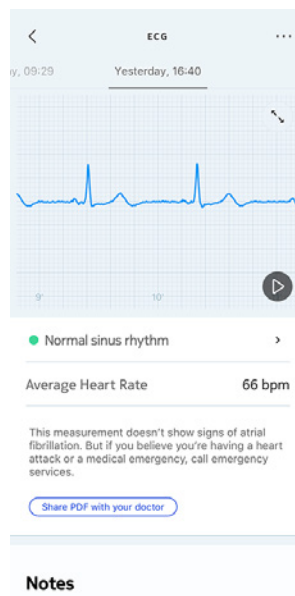 ECG
y, 09:29 Yesterday, 16:40
9" 10"
Normal sinus rhythm
Average Heart Rate 66 bpm
This measurement doesn't show signs of atrial
fibrillation. But if you believe you're having a heart
attack or a medical emergency, call emergency
services.
Share PDF with your doctor
Notes